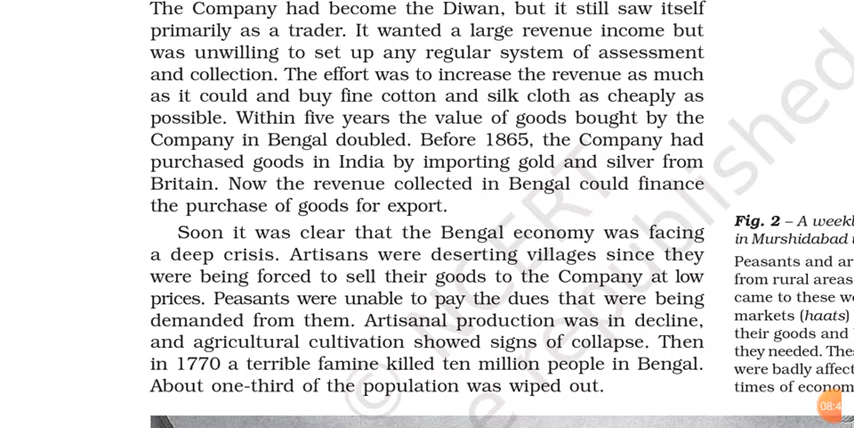 The Company had become the Diwan, but it still saw itself
primarily as a trader. It wanted a large revenue income but
was unwilling to set up any regular system of assessment
and collection. The effort was to increase the revenue as much
as it could and buy fine cotton and silk cloth as cheaply as
possible. Within five years the value of goods bought by the
Company in Bengal doubled. Before 1865, the Company had
purchased goods in India by importing gold and silver from
Britain. Now the revenue collected in Bengal could finance
the purchase of goods for export.
Soon it was clear that the Bengal economy was facing
a deep crisis. Artisans were deserting villages since they
were being forced to sell their goods to the Company at low
prices. Peasants were unable to pay the dues that were being
demanded from them. Artisanal production was in decline,
and agricultural cultivation showed signs of collapse. Then
in 1770 a terrible famine killed ten million people in Bengal.
About one-third of the population was wiped out.
Fig. 2 – A weekl
in Murshidabad
Peasants and ar
from rural areas
came to these we
markets (haats)
their goods and
they needed. Thes
were badly affect
times of econom
08:4
© NCERT
republished